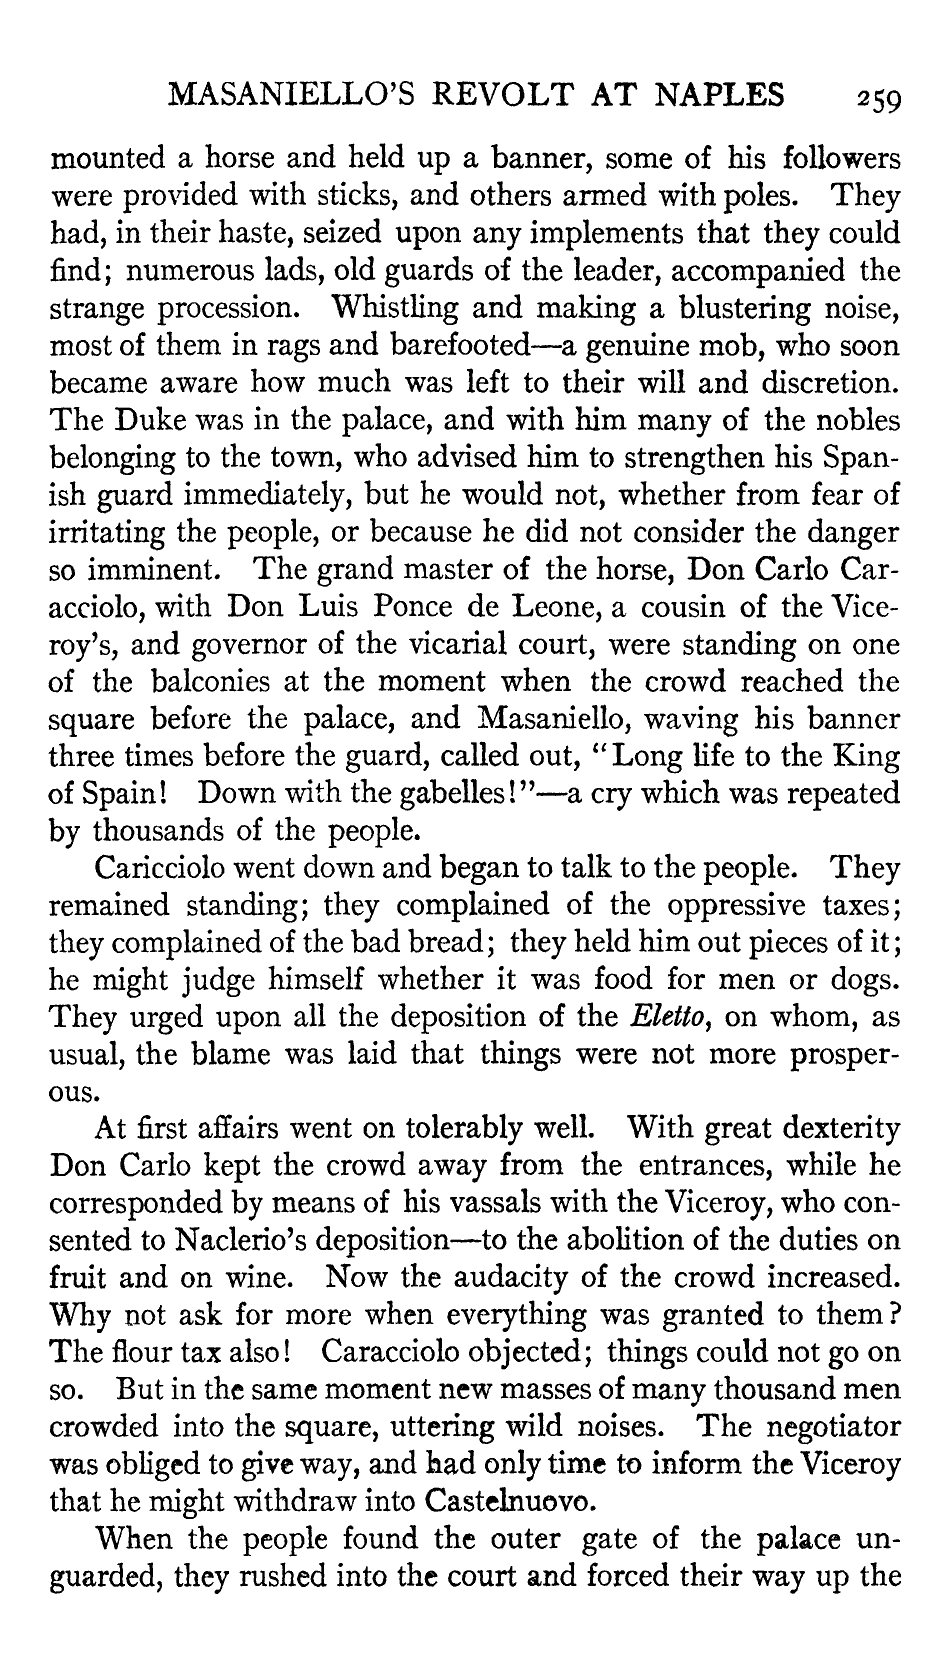 MASANIELLO'S REVOLT AT NAPLES 259
mounted a horse and held up a banner, some of his followers
were provided with sticks, and others armed with poles. They
had, in their haste, seized upon any implements that they could
find; numerous lads, old guards of the leader, accompanied the
strange procession. Whistling and making a blustering noise,
most of them in rags and barefooted—a genuine mob, who soon
became aware how much was left to their will and discretion.
The Duke was in the palace, and with him many of the nobles
belonging to the town, who advised him to strengthen his Span-
ish guard immediately, but he would not, whether from fear of
irritating the people, or because he did not consider the danger
so imminent. The grand master of the horse, Don Carlo Car-
acciolo, with Don Luis Ponce de Leone, a cousin of the Vice-
roy's, and governor of the vicarial court, were standing on one
of the balconies at the moment when the crowd reached the
square before the palace, and Masaniello, waving his banner
three times before the guard, called out, "Long life to the King
of Spain! Down with the gabelles!"—a cry which was repeated
by thousands of the people.
Caricciolo went down and began to talk to the people. They
remained standing; they complained of the oppressive taxes;
they complained of the bad bread; they held him out pieces of it;
he might judge himself whether it was food for men or dogs.
They urged upon all the deposition of the Eletto, on whom, as
usual, the blame was laid that things were not more prosper-
ous.
At first affairs went on tolerably well. With great dexterity
Don Carlo kept the crowd away from the entrances, while he
corresponded by means of his vassals with the Viceroy, who con-
sented to Naclerio's deposition—to the abolition of the duties on
fruit and on wine. Now the audacity of the crowd increased.
Why not ask for more when everything was granted to them?
The flour tax also! Caracciolo objected; things could not go on
so. But in the same moment new masses of many thousand men
crowded into the square, uttering wild noises. The negotiator
was obliged to give way, and had only time to inform the Viceroy
that he might withdraw into Castelnuovo.
When the people found the outer gate of the palace un-
guarded, they rushed into the court and forced their way up the